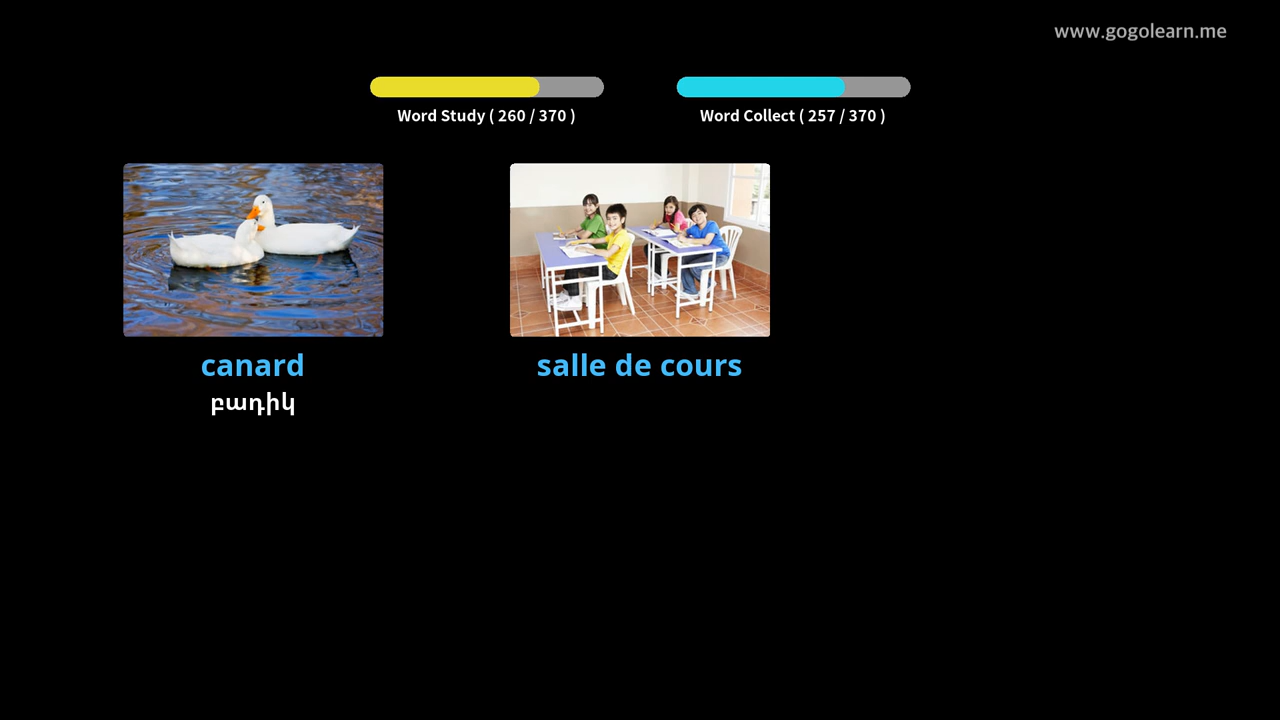 www.gogolearn.me
Word Study ( 260 / 370 )
Word Collect ( 257 / 370 )
canard
բադիկ
salle de cours